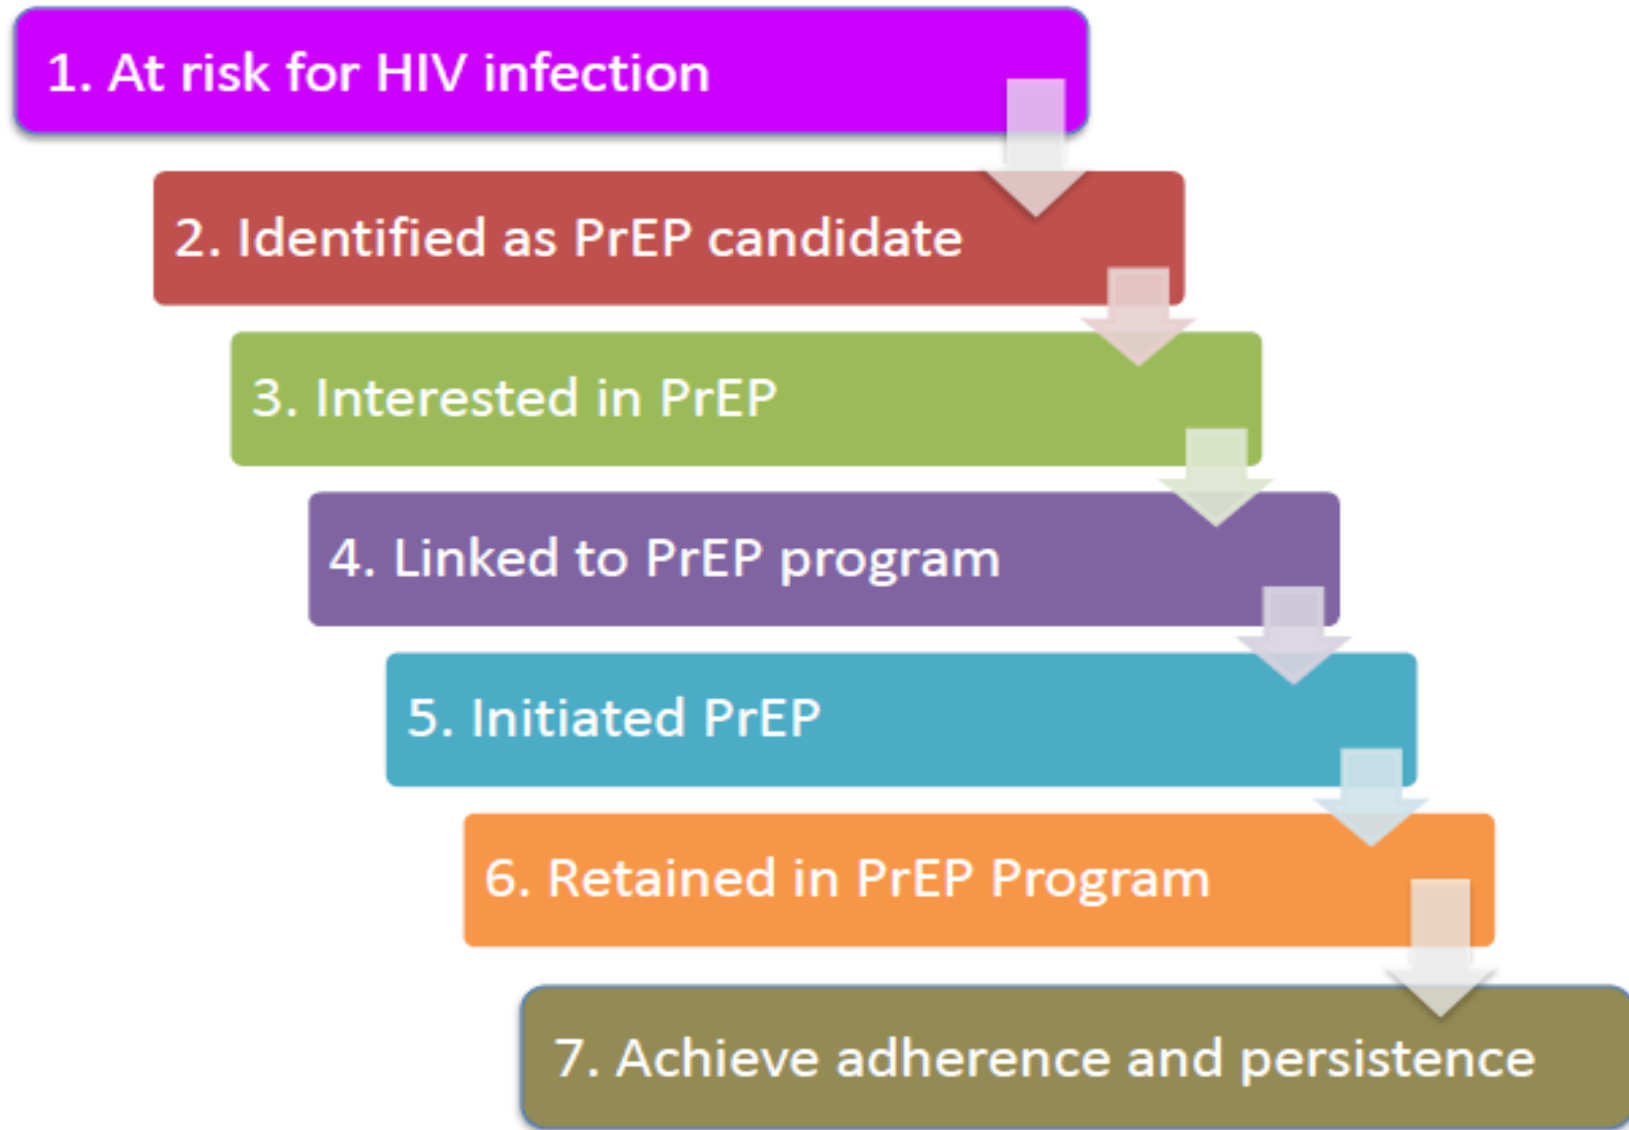 1. At risk for HIV infection
2. Identified as PrEP candidate
3. Interested in PrEP
4. Linked to PrEP program
5. Initiated PrEP
6. Retained in PrEP Program
7. Achieve adherence and persistence